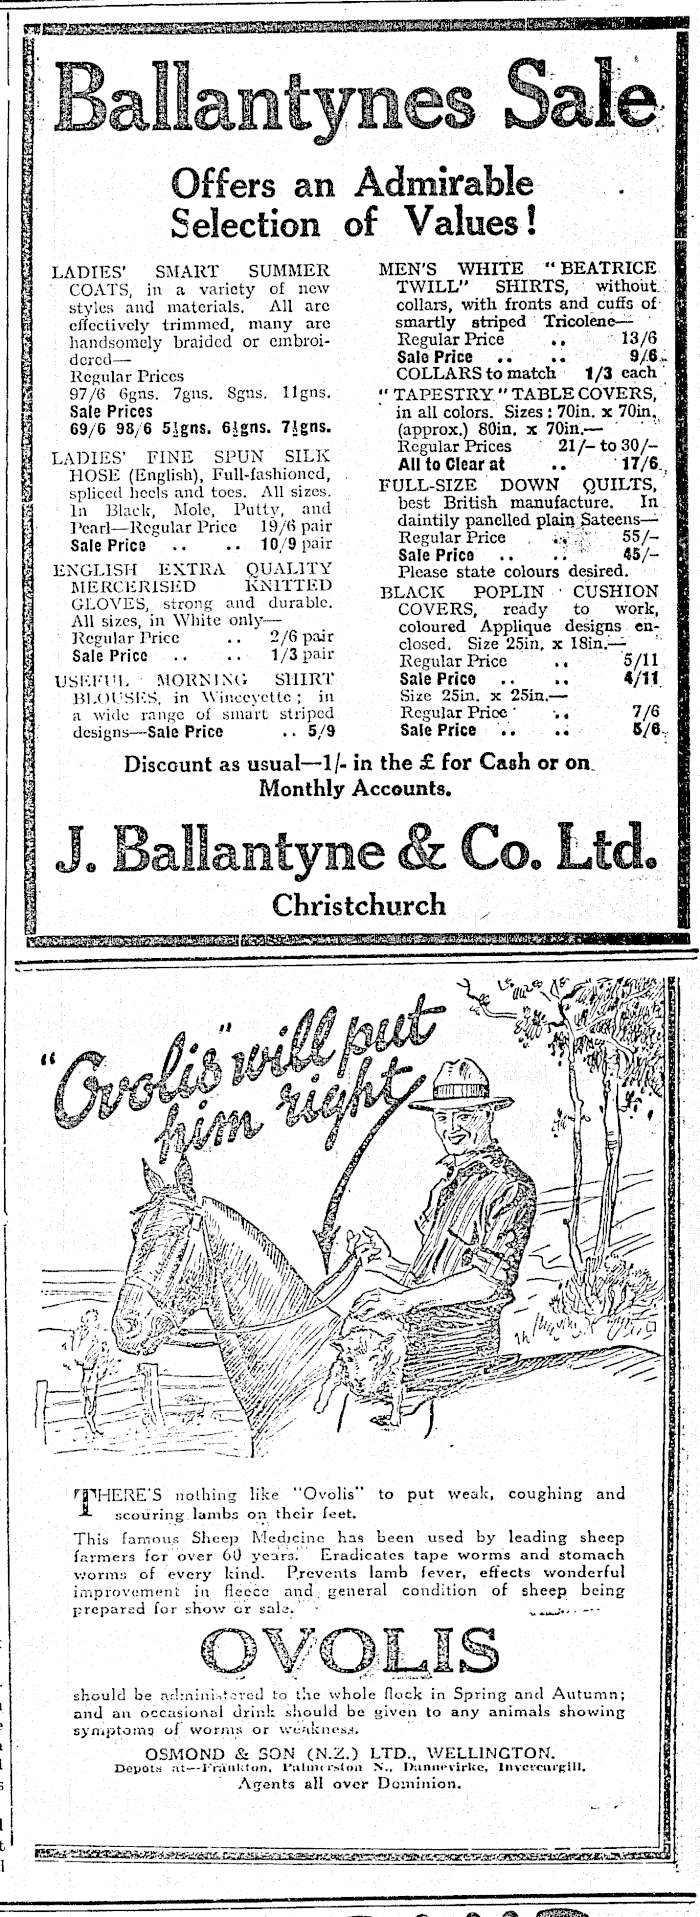 Ballantynes Sale
Offers an Admirable
Selection of Values!
LADIES' SMART SUMMER
COATS, in a variety of new
styles and materials. All are
effectively trimmed, many are
handsomely braided or embroi-
dered—
Regular Prices
97/6 6gns. 7gns. 8gns. 11gns.
Sale Prices
69/6 98/6 5½gns. 6½gns. 7½gns.
LADIES' FINE SPUN SILK
HOSE (English), Full-fashioned,
spliced heels and toes. All sizes.
In Black, Mole, Putty, and
Pearl—Regular Price 19/6 pair
Sale Price .. .. 10/9 pair
ENGLISH EXTRA QUALITY
MERCERISED KNITTED
GLOVES, strong and durable.
All sizes, in White only—
Regular Price .. 2/6 pair
Sale Price .. .. 1/3 pair
USEFUL MORNING SHIRT
BLOUSES, in Winceyette; in
a wide range of smart striped
designs—Sale Price .. 5/9
MEN'S WHITE "BEATRICE
TWILL" SHIRTS, without
collars, with fronts and cuffs of
smartly striped Tricolene—
Regular Price .. 13/6
Sale Price .. .. 9/6
COLLARS to match 1/3 each
"TAPESTRY" TABLE COVERS,
in all colors. Sizes: 70in. x 70in.,
(approx.) 80in. x 70in.—
Regular Prices 21/- to 30/-
All to Clear at .. 17/6
FULL-SIZE DOWN QUILTS,
best British manufacture. In
daintily panelled plain Sateens—
Regular Price .. 55/-
Sale Price .. .. 45/-
Please state colours desired.
BLACK POPLIN CUSHION
COVERS, ready to work,
coloured Applique designs en-
closed. Size 25in. x 18in.—
Regular Price .. 5/11
Sale Price .. .. 4/11
Size 25in. x 25in.—
Regular Price .. 7/6
Sale Price .. .. 5/6
Discount as usual—1/- in the £ for Cash or on
Monthly Accounts.
J. Ballantyne & Co. Ltd.
Christchurch
"Ovolis" will put
him right
THERE'S nothing like "Ovolis" to put weak, coughing and
scouring lambs on their feet.
This famous Sheep Medicine has been used by leading sheep
farmers for over 60 years. Eradicates tape worms and stomach
worms of every kind. Prevents lamb fever, effects wonderful
improvement in fleece and general condition of sheep being
prepared for show or sale.
OVOLIS
should be administered to the whole flock in Spring and Autumn;
and an occasional drink should be given to any animals showing
symptoms of worms or weakness.
OSMOND & SON (N.Z.) LTD., WELLINGTON.
Depots at—Frankton, Palmerston N., Dannevirke, Invercargill.
Agents all over Dominion.